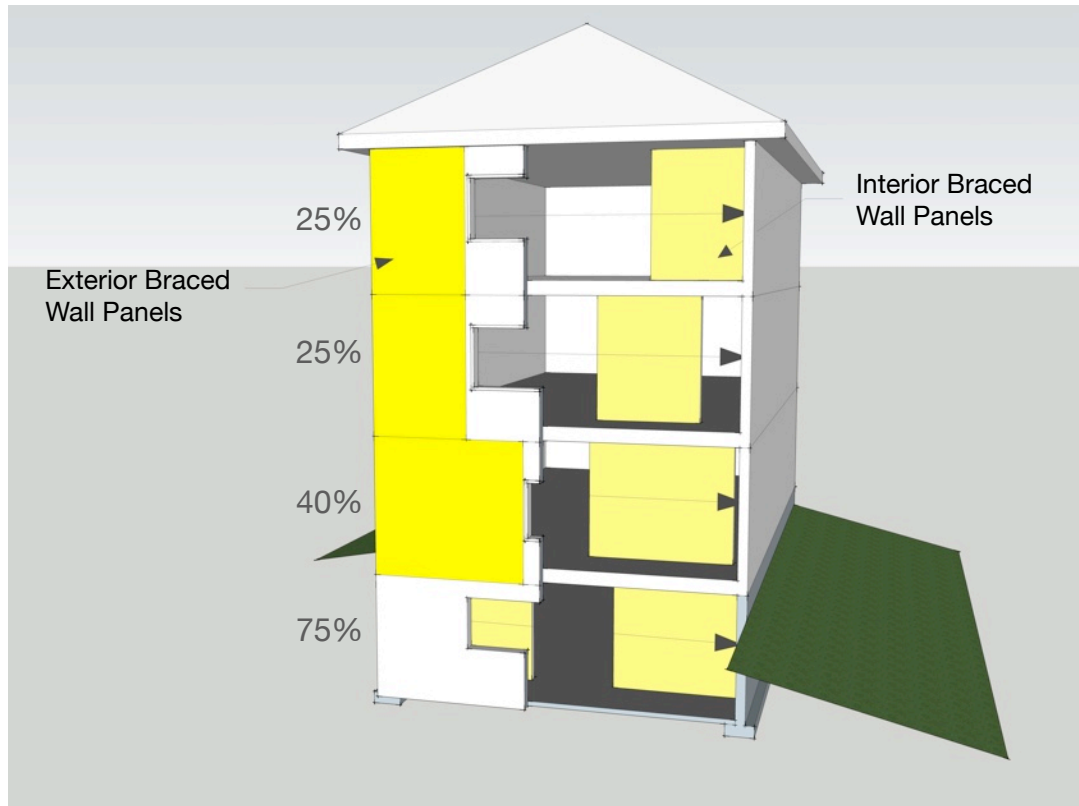 25%
Interior Braced
Wall Panels
Exterior Braced
Wall Panels
25%
40%
75%